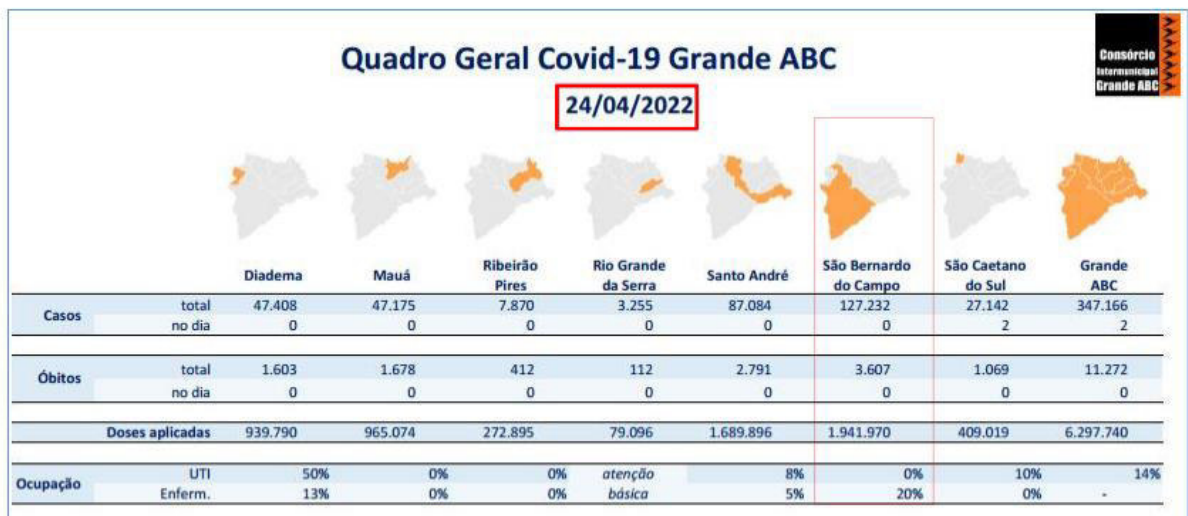 Quadro Geral Covid-19 Grande ABC
24/04/2022
Consórcio
Intermunicipal
Grande ABC
Diadema Mauá Ribeirão Pires Rio Grande da Serra Santo André São Bernardo do Campo São Caetano do Sul Grande ABC
Casos
total 47.408 47.175 7.870 3.255 87.084 127.232 27.142 347.166
no dia 0 0 0 0 0 0 2 2
Óbitos
total 1.603 1.678 412 112 2.791 3.607 1.069 11.272
no dia 0 0 0 0 0 0 0 0
Doses aplicadas 939.790 965.074 272.895 79.096 1.689.896 1.941.970 409.019 6.297.740
Ocupação
UTI 50% 0% 0% atenção 8% 0% 10% 14%
Enferm. 13% 0% 0% básica 5% 20% 0% -